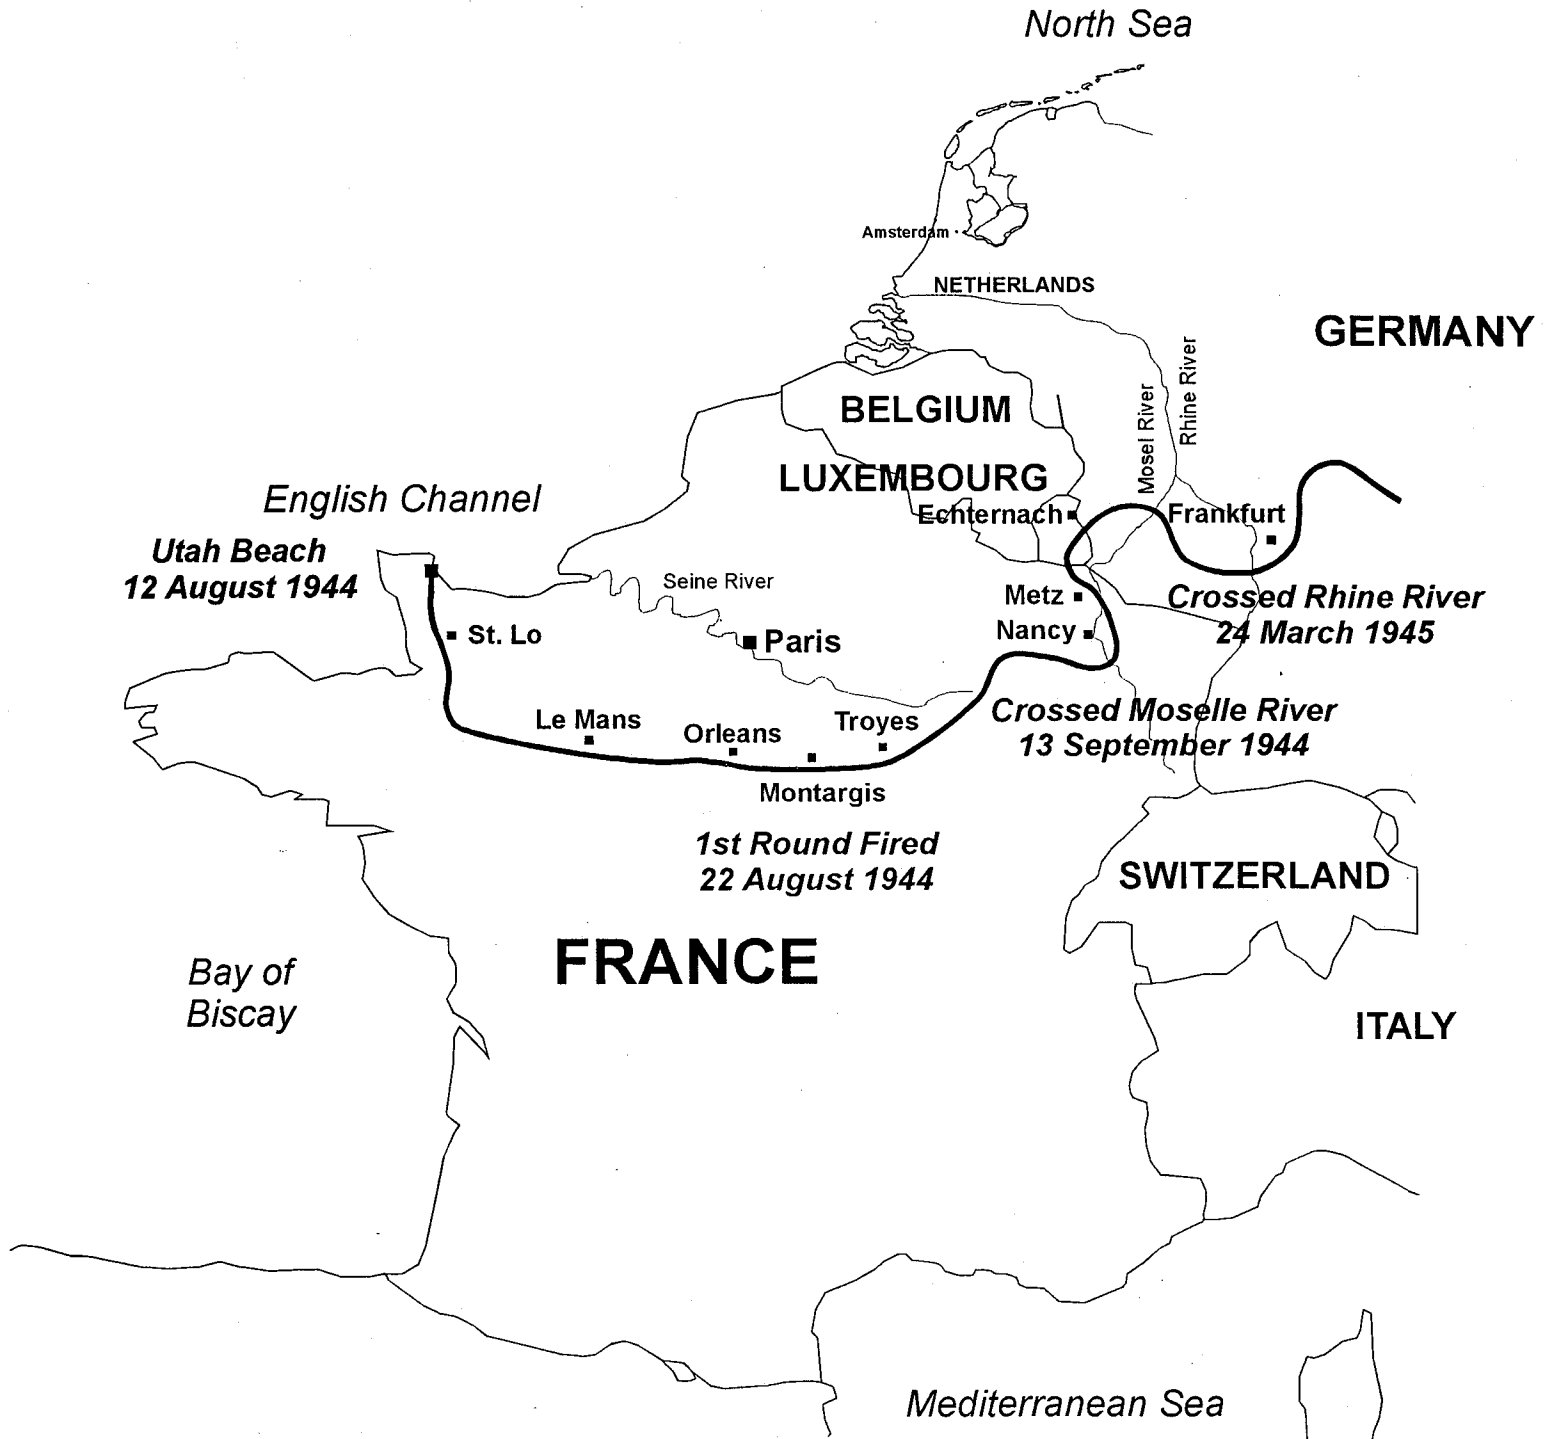 North Sea
Amsterdam
NETHERLANDS
GERMANY
Mosel River
Rhine River
BELGIUM
LUXEMBOURG
English Channel
Echternach
Frankfurt
Utah Beach
12 August 1944
Seine River
Metz
Crossed Rhine River
24 March 1945
St. Lo
Paris
Nancy
Le Mans
Orleans
Troyes
Crossed Moselle River
13 September 1944
Montargis
1st Round Fired
22 August 1944
SWITZERLAND
FRANCE
Bay of
Biscay
ITALY
Mediterranean Sea